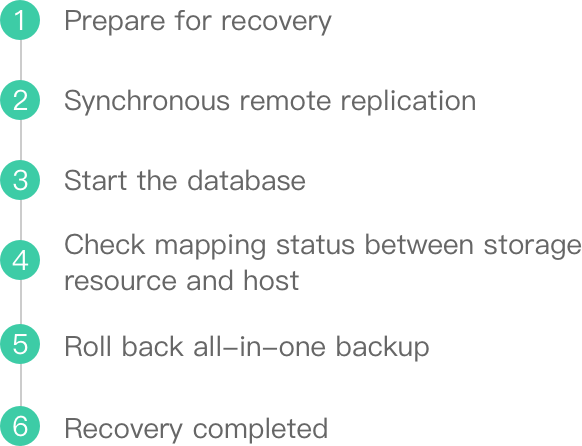 1 Prepare for recovery
2 Synchronous remote replication
3 Start the database
4 Check mapping status between storage
resource and host
5 Roll back all–in–one backup
6 Recovery completed